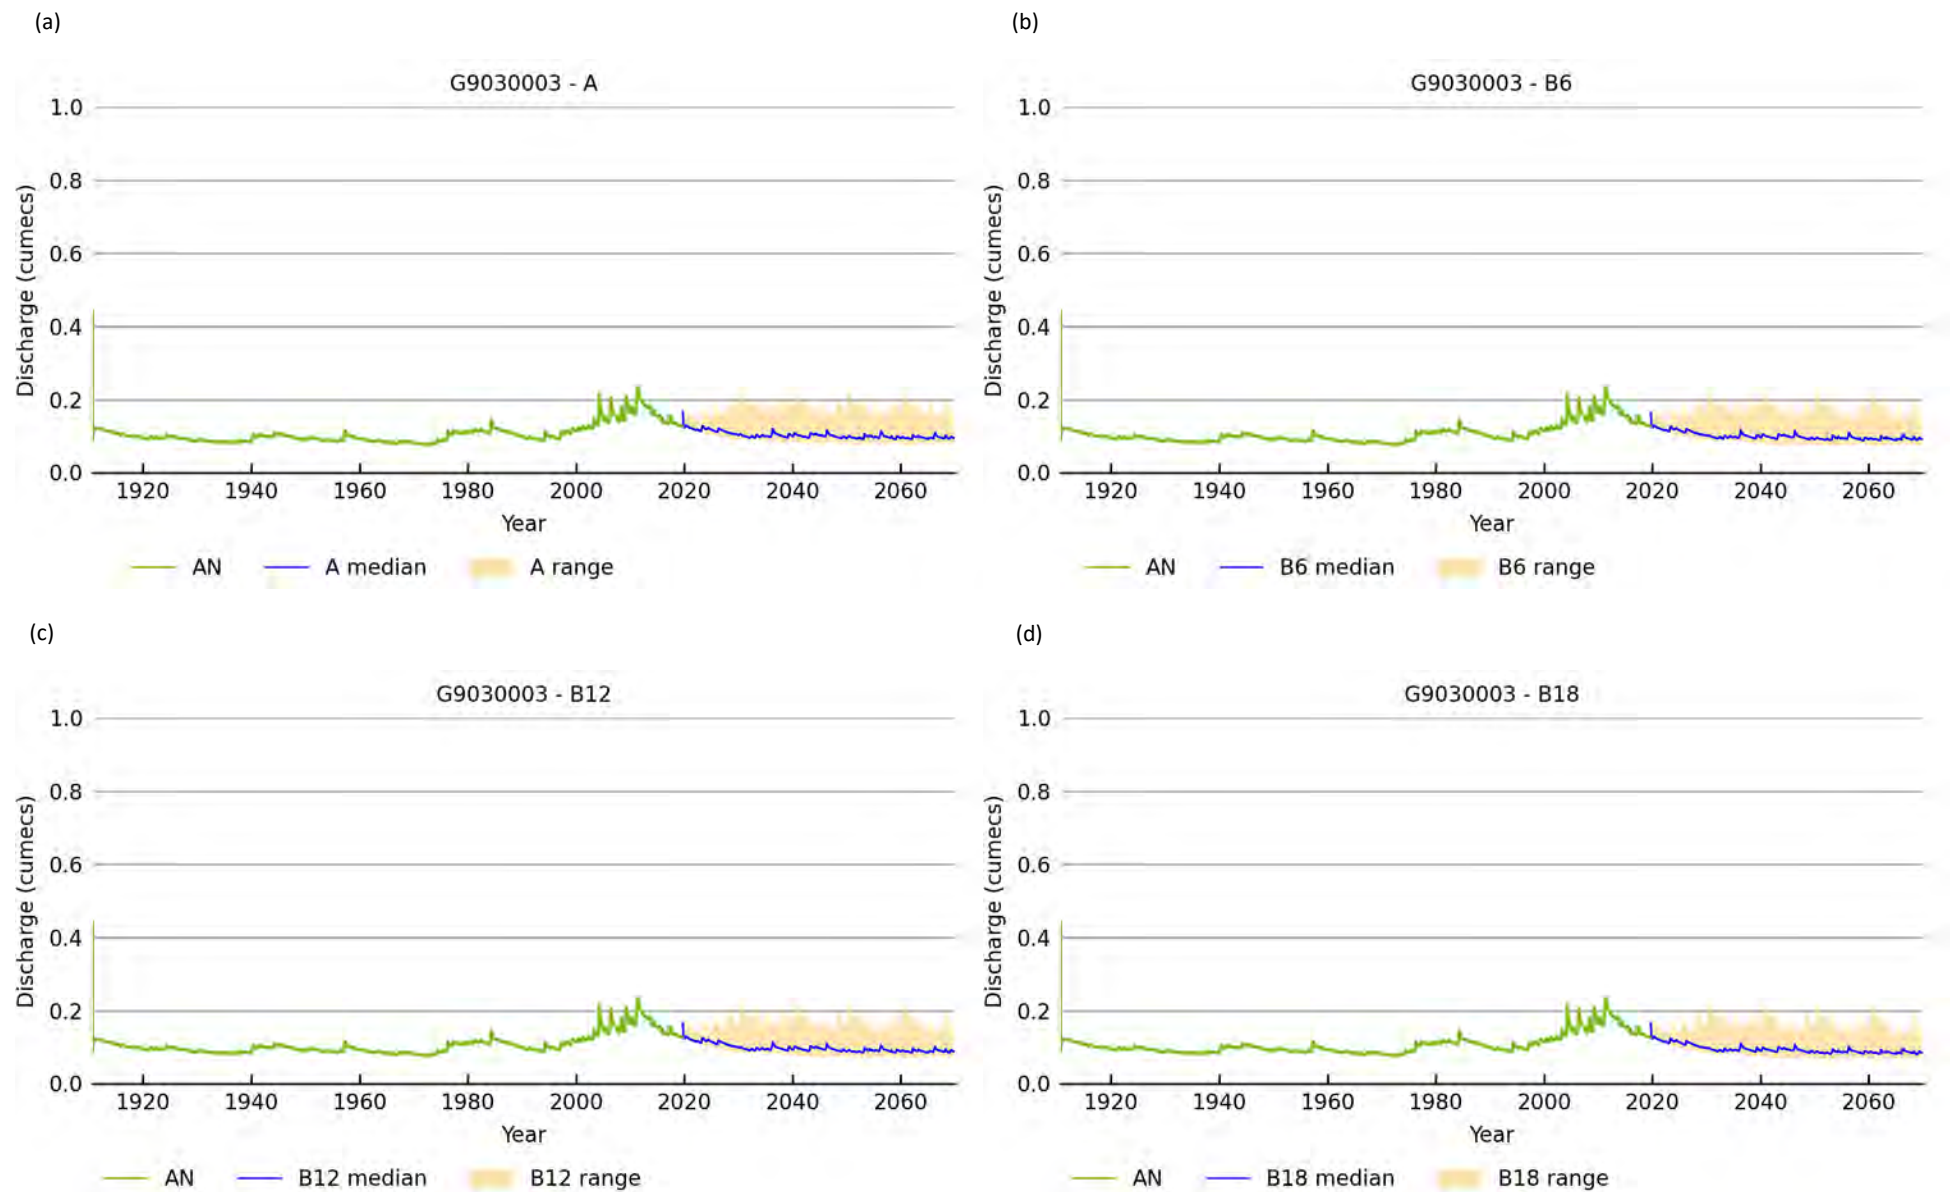 (a)
G9030003 - A
1.0
0.8
0.6
0.4
0.2
0.0
Discharge (cumecs)
1920 1940 1960 1980 2000 2020 2040 2060
Year
AN A median A range
(b)
G9030003 - B6
1.0
0.8
0.6
0.4
0.2
0.0
Discharge (cumecs)
1920 1940 1960 1980 2000 2020 2040 2060
Year
AN B6 median B6 range
(c)
G9030003 - B12
1.0
0.8
0.6
0.4
0.2
0.0
Discharge (cumecs)
1920 1940 1960 1980 2000 2020 2040 2060
Year
AN B12 median B12 range
(d)
G9030003 - B18
1.0
0.8
0.6
0.4
0.2
0.0
Discharge (cumecs)
1920 1940 1960 1980 2000 2020 2040 2060
Year
AN B18 median B18 range